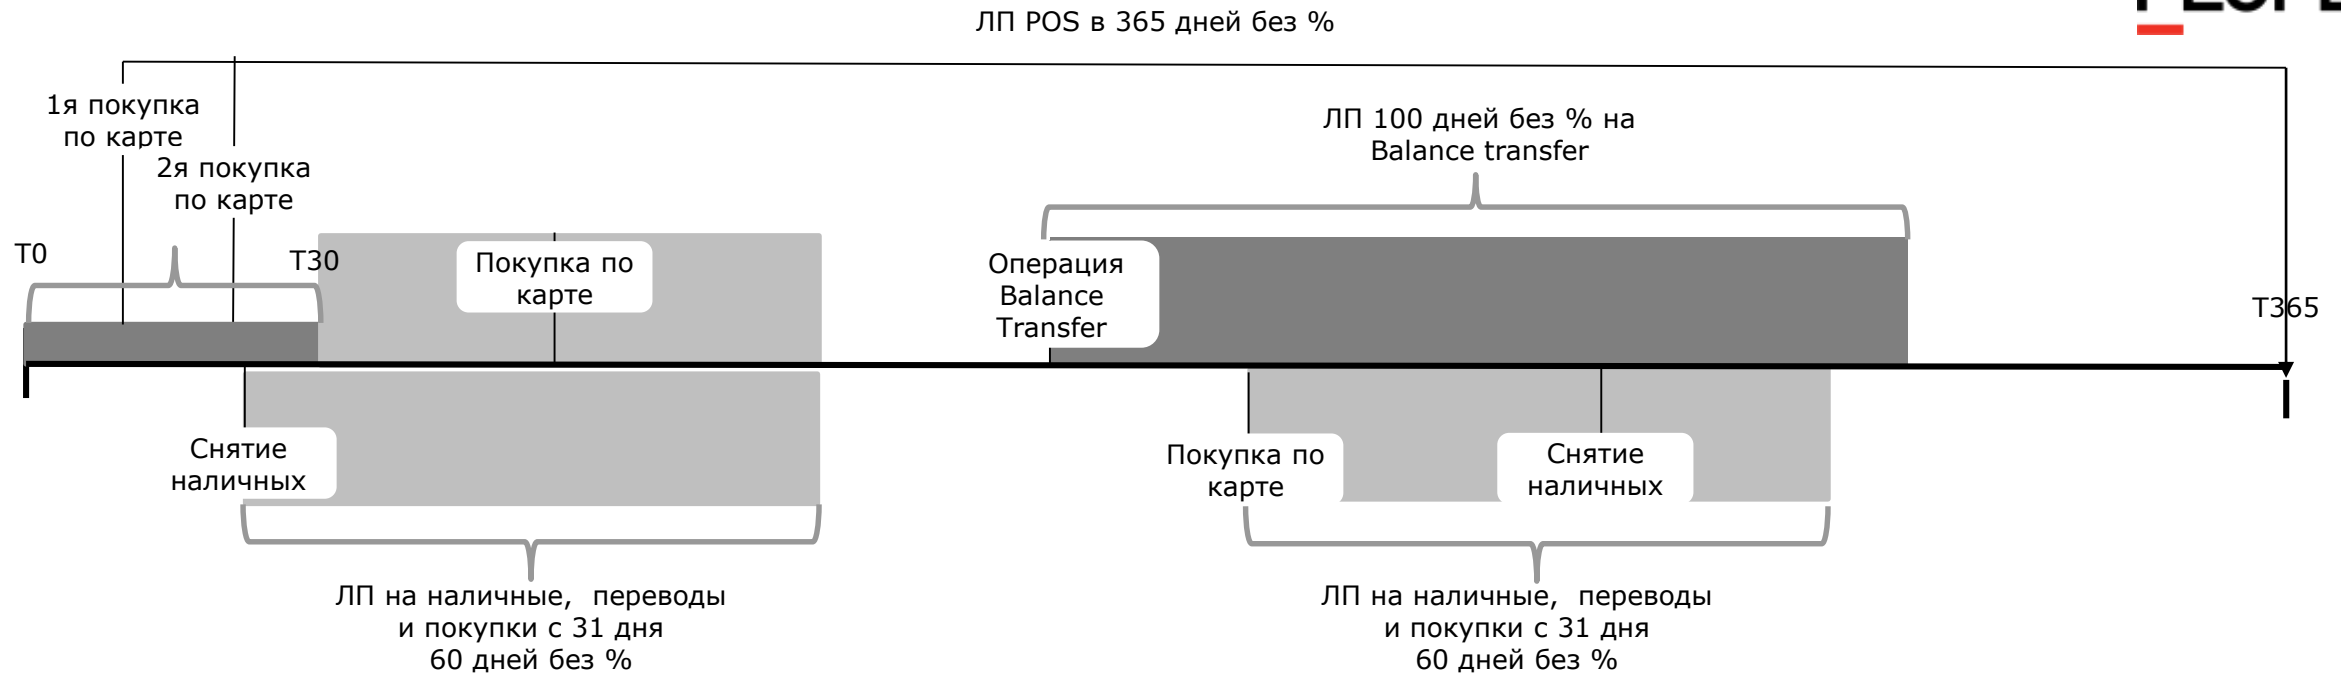 ЛП POS в 365 дней без %
1я покупка
по карте
2я покупка
по карте
T0
T30
Покупка по
карте
ЛП 100 дней без % на
Balance transfer
Операция
Balance
Transfer
T365
Снятие
наличных
Покупка по
карте
Снятие
наличных
ЛП на наличные, переводы
и покупки с 31 дня
60 дней без %
ЛП на наличные, переводы
и покупки с 31 дня
60 дней без %